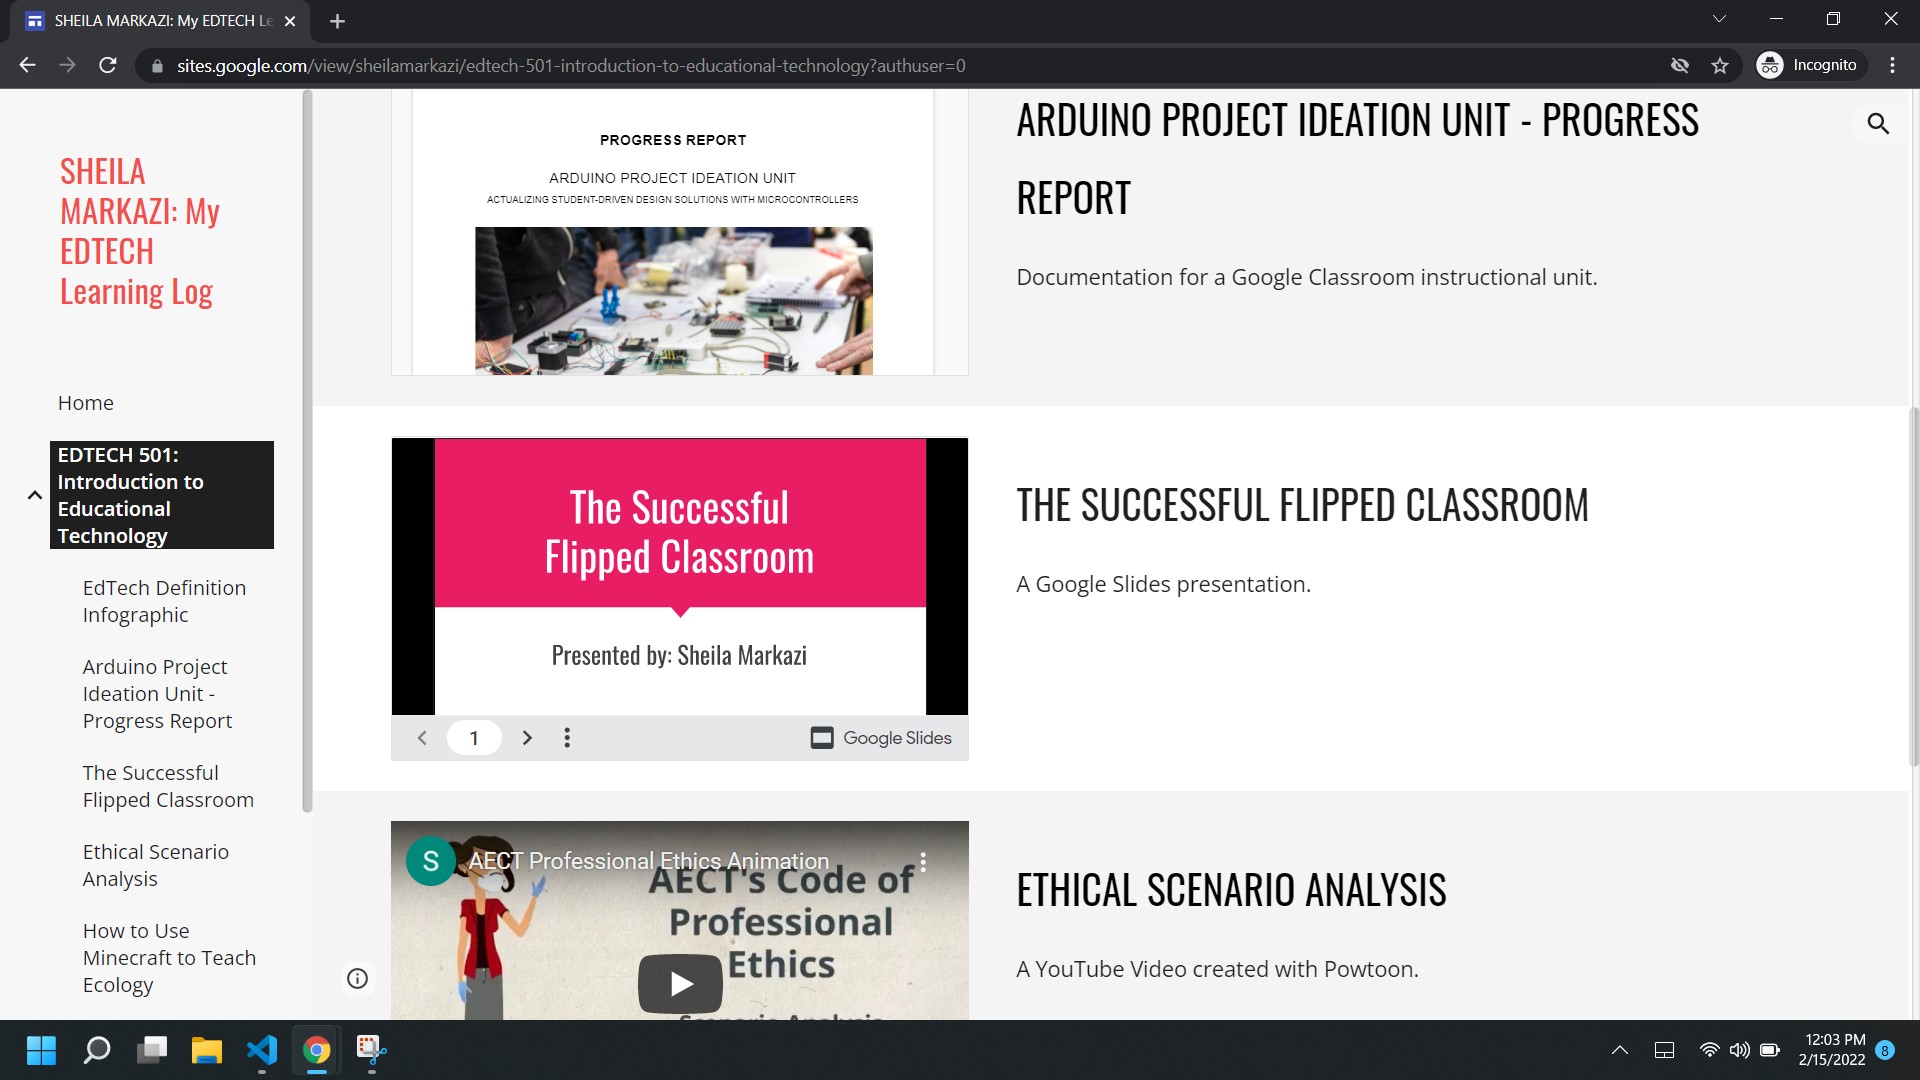 SHEILA MARKAZI: My EDTECH Le
sites.google.com/view/sheilamarkazi/edtech-501-introduction-to-educational-technology?authuser=0
Incognito
SHEILA
MARKAZI: My
EDTECH
Learning Log
Home
EDTECH 501:
Introduction to
Educational
Technology
EdTech Definition
Infographic
Arduino Project
Ideation Unit -
Progress Report
The Successful
Flipped Classroom
Ethical Scenario
Analysis
How to Use
Minecraft to Teach
Ecology
PROGRESS REPORT
ARDUINO PROJECT IDEATION UNIT
ACTUALIZING STUDENT-DRIVEN DESIGN SOLUTIONS WITH MICROCONTROLLERS
ARDUINO PROJECT IDEATION UNIT - PROGRESS
REPORT
Documentation for a Google Classroom instructional unit.
The Successful
Flipped Classroom
Presented by: Sheila Markazi
1
Google Slides
THE SUCCESSFUL FLIPPED CLASSROOM
A Google Slides presentation.
S
AECT Professional Ethics Animation
AECT's Code of
Professional
Ethics
Scenario Analysis
ETHICAL SCENARIO ANALYSIS
A YouTube Video created with Powtoon.
12:03 PM
2/15/2022
8